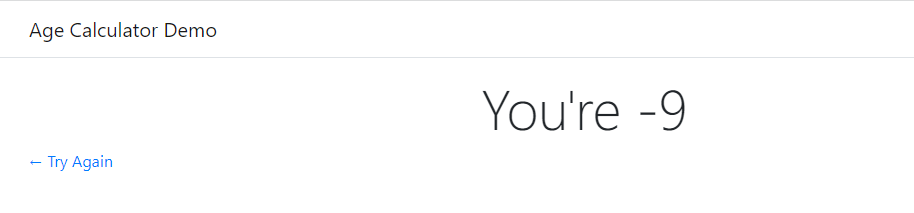 Age Calculator Demo
You're -9
← Try Again